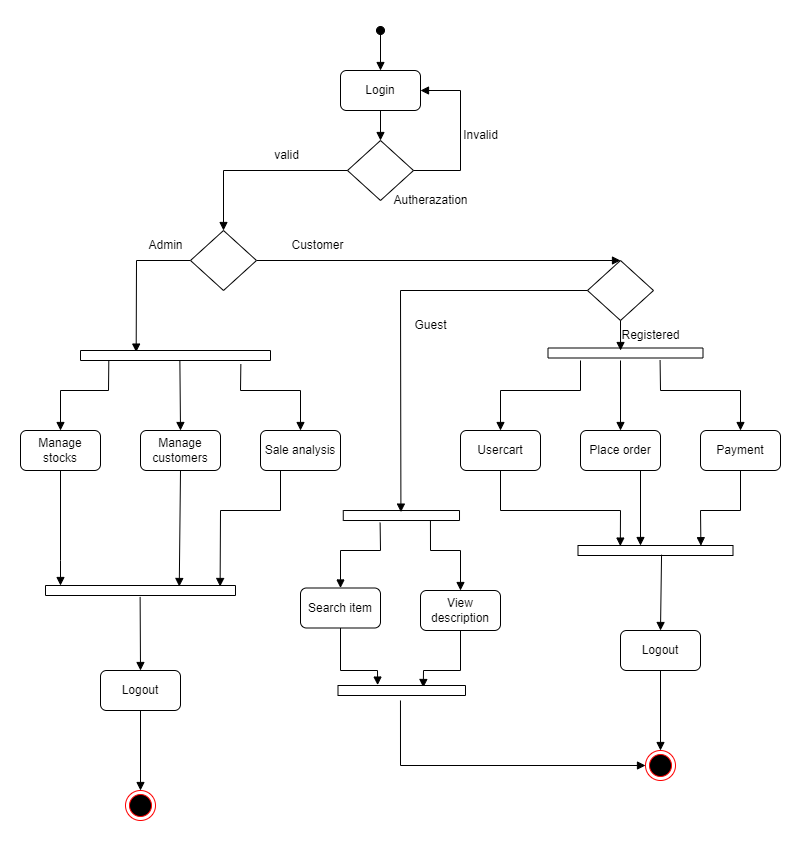 Login
Invalid
valid
Autherazation
Admin
Customer
Guest
Registered
Manage
stocks
Manage
customers
Sale analysis
Usercart
Place order
Payment
Search item
View
description
Logout
Logout